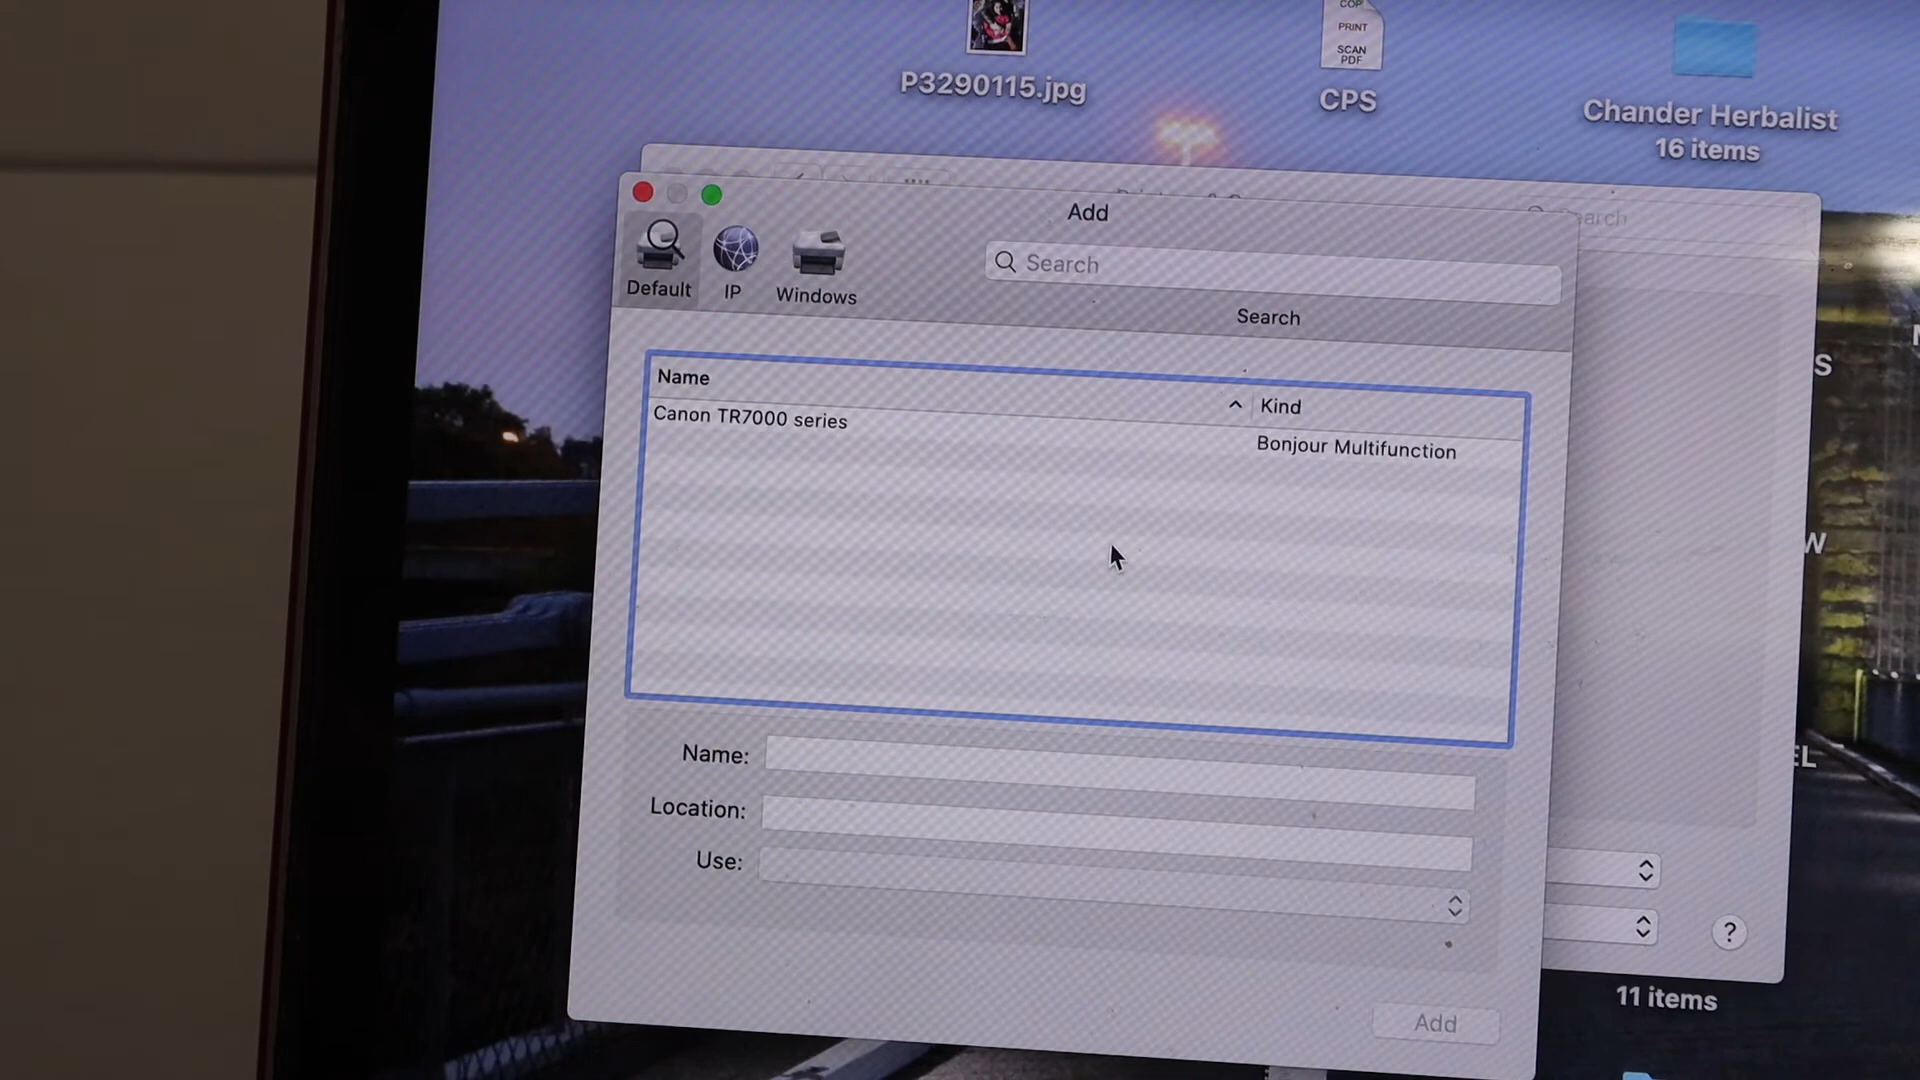 COP
PRINT
SCAN
PDF
P3290115.jpg
CPS
Chander Herbalist
16 items
Add
Search
Default
IP
Windows
Search
Name
Kind
Canon TR7000 series
Bonjour Multifunction
S
W
EL
Name:
Location:
Use:
?
11 items
Add